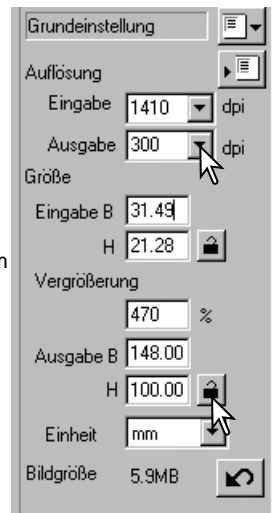 Grundeinstellung
Auflösung
Eingabe 1410 dpi
Ausgabe 300 dpi
Größe
Eingabe B 31.49
H 21.28
Vergrößerung
470 %
Ausgabe B 148.00
H 100.00
Einheit mm
Bildgröße 5.9MB